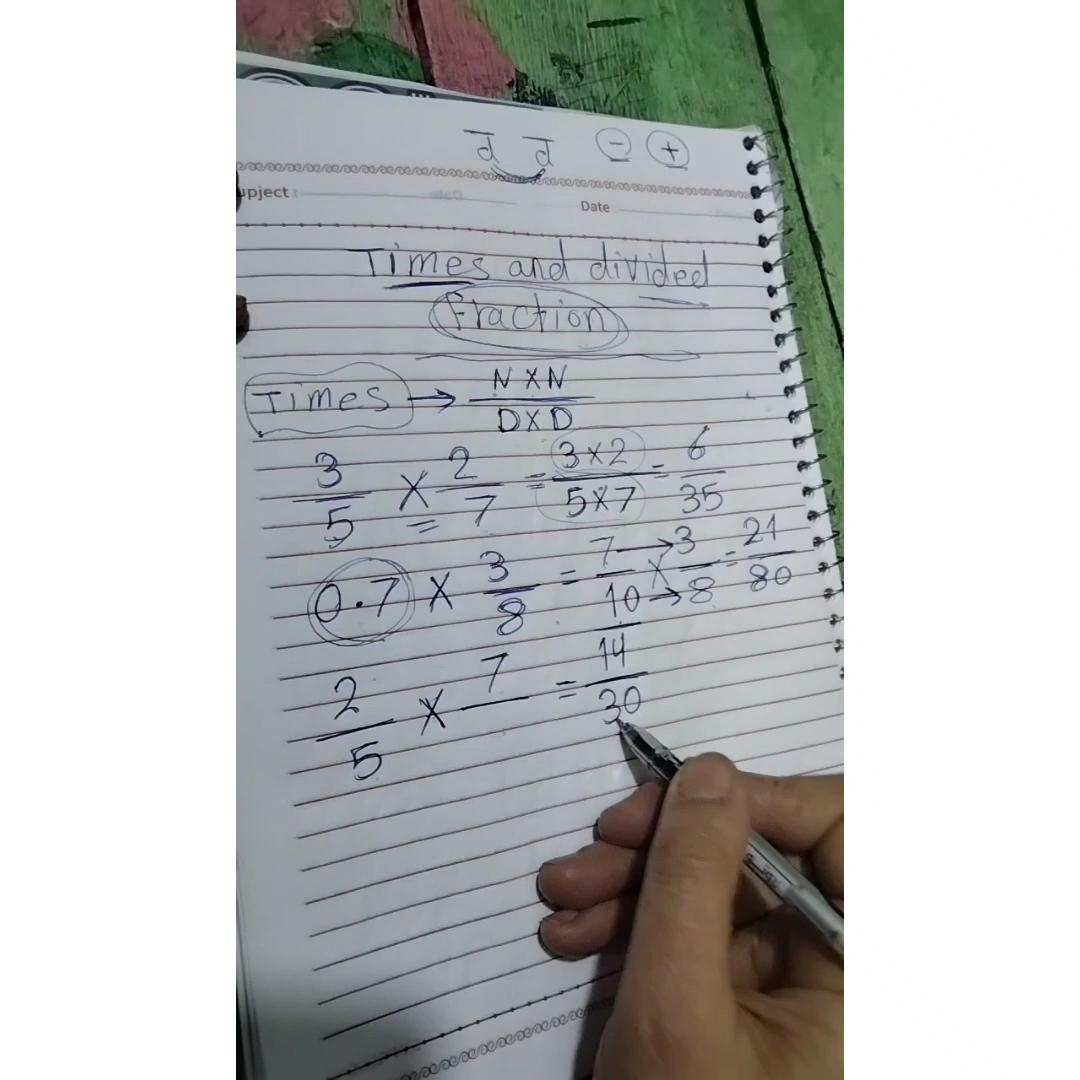 d d - +
Subject : Date
Times and divided
Fraction
Times → N X N / D X D
3/5 X 2/7 = 3 X 2 / 5 X 7 = 6/35
0.7 X 3/8 = 7/10 X 3/8 = 21/80
2/5 X 7/ = 14/30